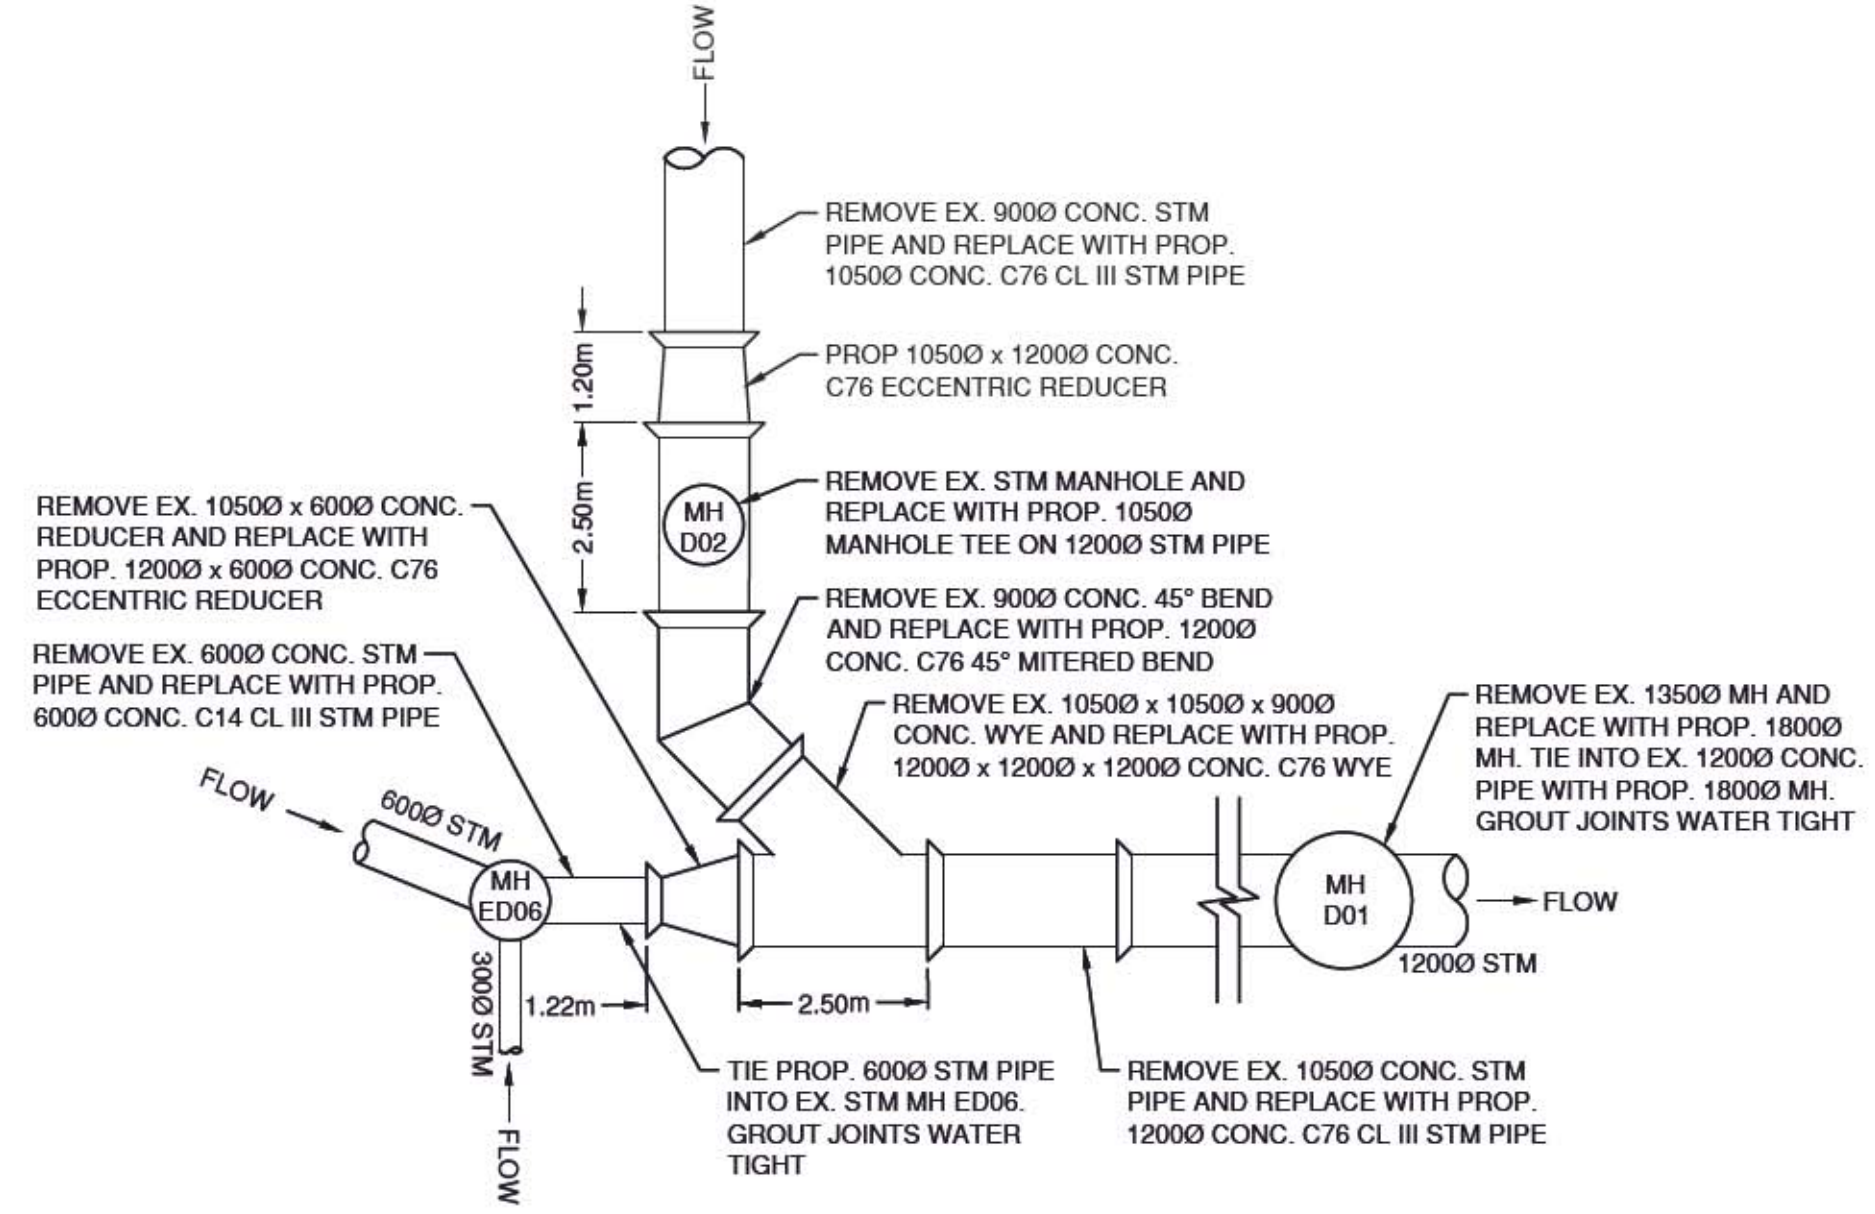 FLOW
REMOVE EX. 900Ø CONC. STM
PIPE AND REPLACE WITH PROP.
1050Ø CONC. C76 CL III STM PIPE
1.20m
PROP 1050Ø x 1200Ø CONC.
C76 ECCENTRIC REDUCER
2.50m
MH
D02
REMOVE EX. STM MANHOLE AND
REPLACE WITH PROP. 1050Ø
MANHOLE TEE ON 1200Ø STM PIPE
REMOVE EX. 1050Ø x 600Ø CONC.
REDUCER AND REPLACE WITH
PROP. 1200Ø x 600Ø CONC. C76
ECCENTRIC REDUCER
REMOVE EX. 900Ø CONC. 45° BEND
AND REPLACE WITH PROP. 1200Ø
CONC. C76 45° MITERED BEND
REMOVE EX. 600Ø CONC. STM
PIPE AND REPLACE WITH PROP.
600Ø CONC. C14 CL III STM PIPE
REMOVE EX. 1050Ø x 1050Ø x 900Ø
CONC. WYE AND REPLACE WITH PROP.
1200Ø x 1200Ø x 1200Ø CONC. C76 WYE
REMOVE EX. 1350Ø MH AND
REPLACE WITH PROP. 1800Ø
MH. TIE INTO EX. 1200Ø CONC.
PIPE WITH PROP. 1800Ø MH.
GROUT JOINTS WATER TIGHT
FLOW
600Ø STM
MH
ED06
MH
D01
FLOW
1200Ø STM
300Ø STM
1.22m
2.50m
FLOW
TIE PROP. 600Ø STM PIPE
INTO EX. STM MH ED06.
GROUT JOINTS WATER
TIGHT
REMOVE EX. 1050Ø CONC. STM
PIPE AND REPLACE WITH PROP.
1200Ø CONC. C76 CL III STM PIPE